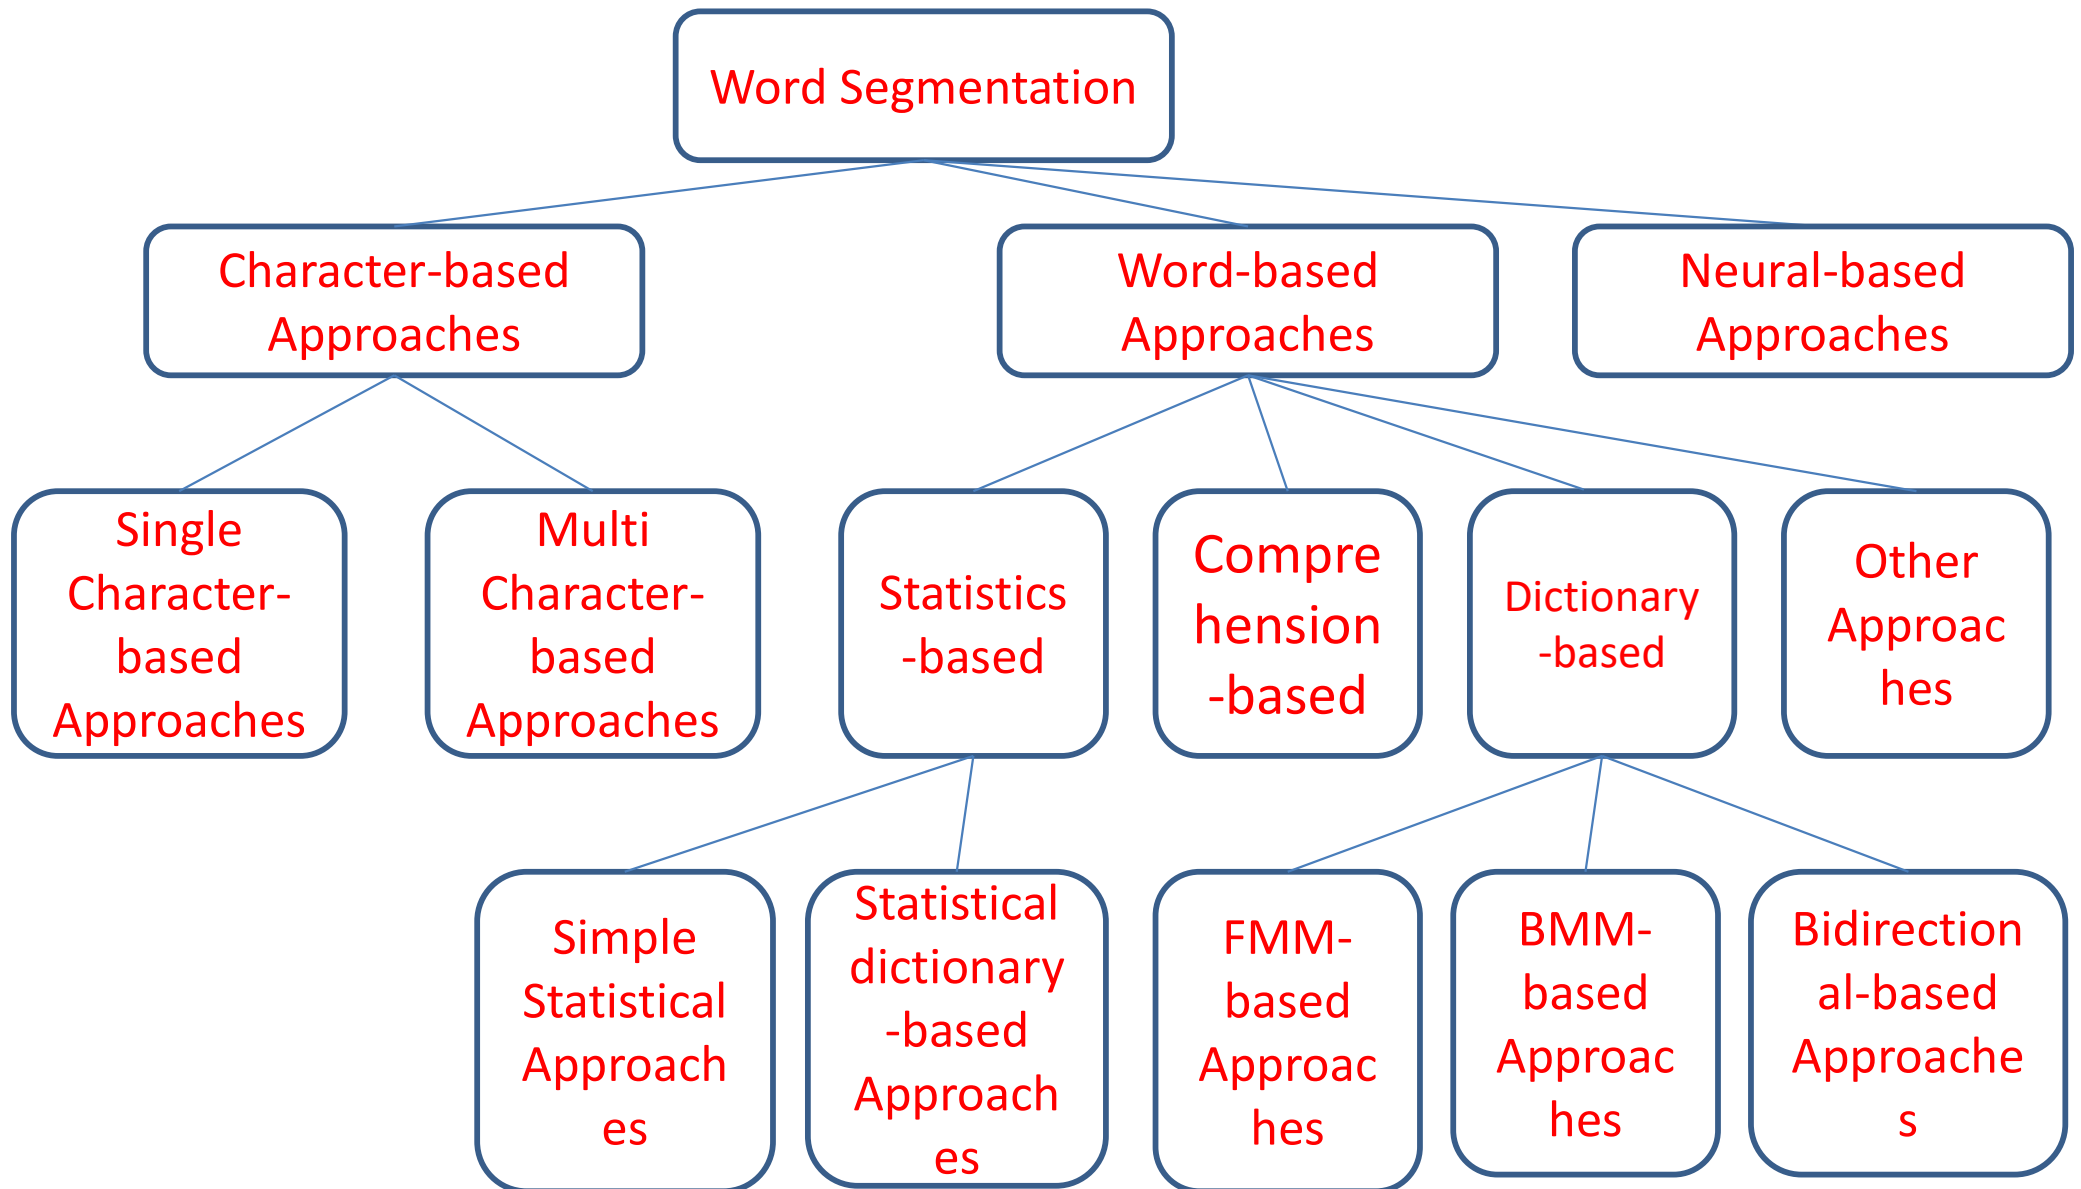 Word Segmentation
Character-based
Approaches
Word-based
Approaches
Neural-based
Approaches
Single
Character-
based
Approaches
Multi
Character-
based
Approaches
Statistics
-based
Compre
hension
-based
Dictionary
-based
Other
Approac
hes
Simple
Statistical
Approach
es
Statistical
dictionary
-based
Approach
es
FMM-
based
Approac
hes
BMM-
based
Approac
hes
Bidirection
al-based
Approache
s